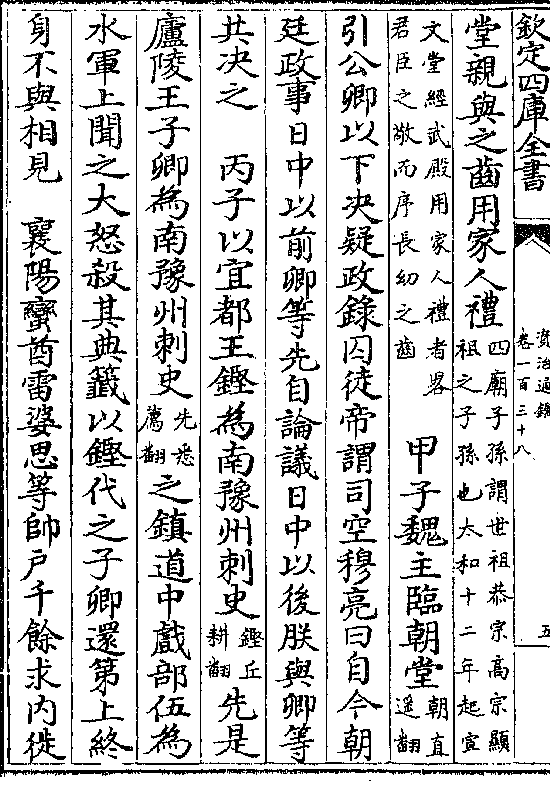 欽定四庫全書
資治通鑑
卷一百三十八
五
堂親與之齒用家人禮
四廟子孫謂世祖恭宗高宗顯
祖之子孫也太和十二年起宣
文堂經武殿用家人禮者畧
君臣之敬而序長幼之齒
甲子魏主臨朝堂
朝直
遥翻
引公卿以下决疑政錄囚徒帝謂司空穆亮曰自今朝
廷政事日中以前卿等先自論議日中以後朕與卿等
共决之　丙子以宜都王鏗為南豫州刺史
鏗丘
耕翻
先是
廬陵王子卿為南豫州刺史
先悉
薦翻
之鎮道中戲部伍為
水軍上聞之大怒殺其典籖以鏗代之子卿還第上終
身不與相見　襄陽蠻酋雷婆思等帥戶千餘求內徙